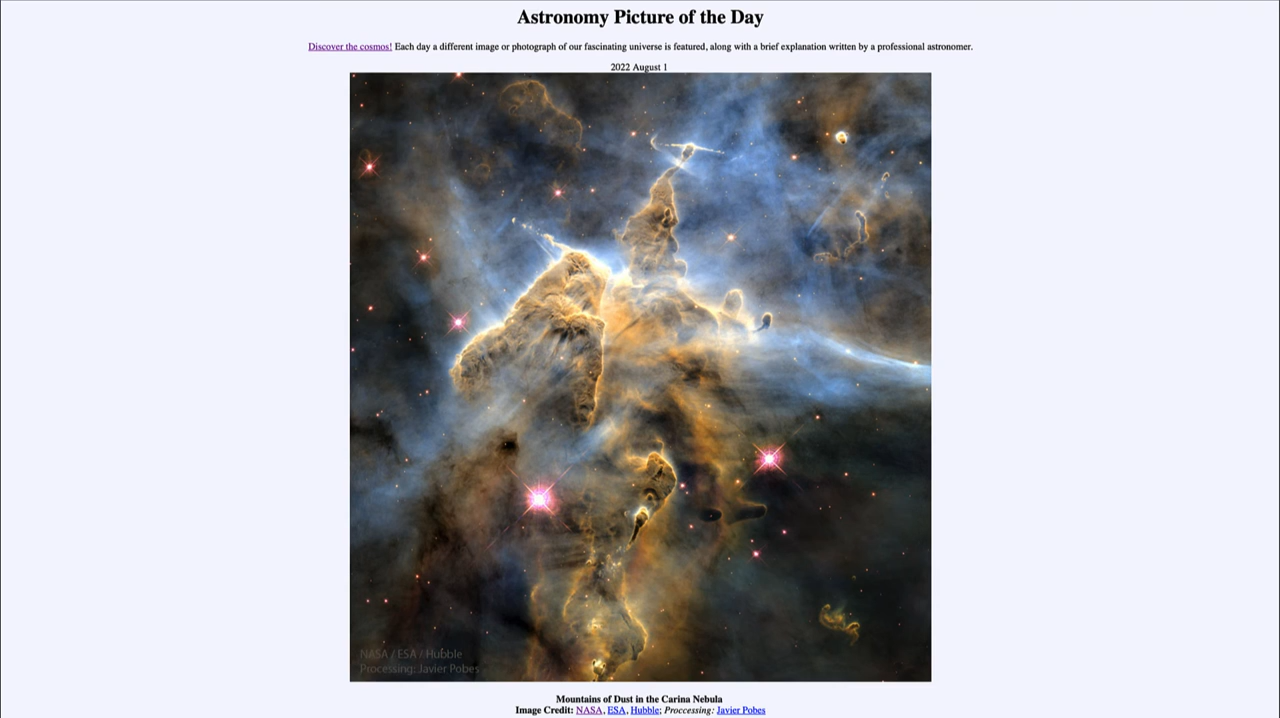 Astronomy Picture of the Day
Discover the cosmos! Each day a different image or photograph of our fascinating universe is featured, along with a brief explanation written by a professional astronomer.
2022 August 1
NASA / ESA / Hubble
Processing: Javier Pobes
Mountains of Dust in the Carina Nebula
Image Credit: NASA, ESA, Hubble; Proccessing: Javier Pobes